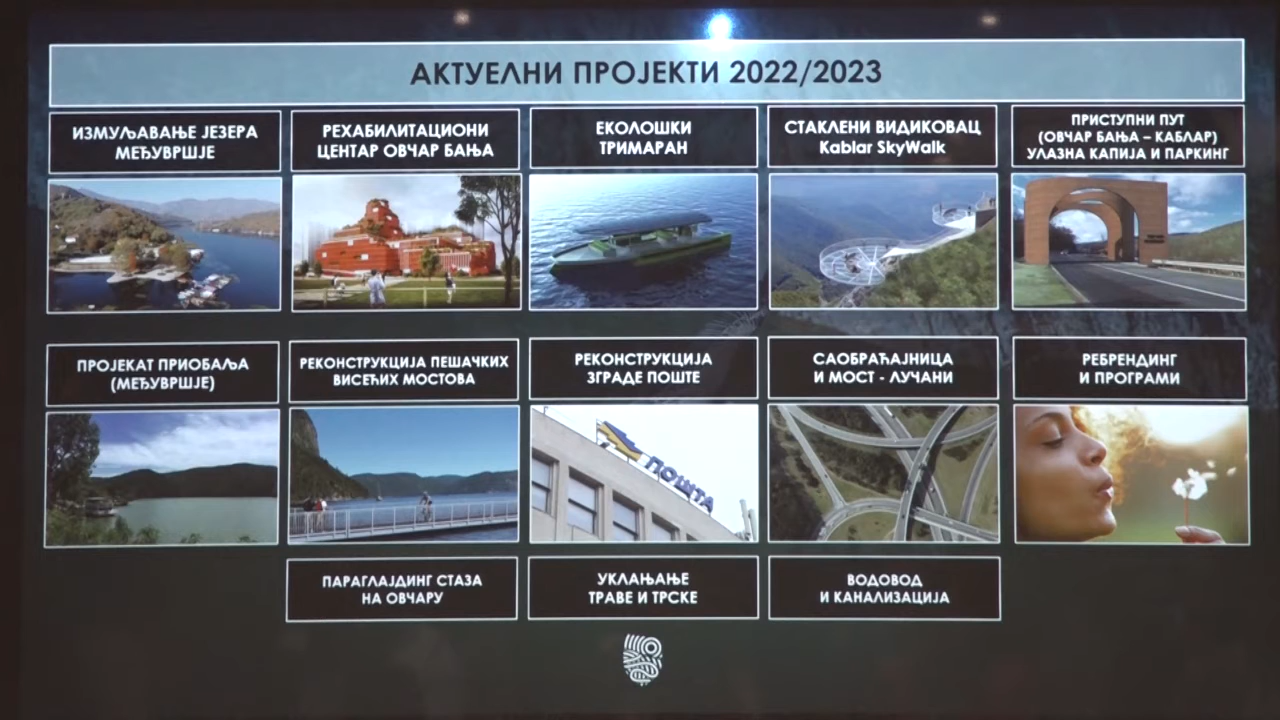 АКТУЕЛНИ ПРОЈЕКТИ 2022/2023
ИЗМУЉАВАЊЕ ЈЕЗЕРА
МЕЂУВРШЈЕ
РЕХАБИЛИТАЦИОНИ
ЦЕНТАР ОВЧАР БАЊА
ЕКОЛОШКИ
ТРИМАРАН
СТАКЛЕНИ ВИДИКОВАЦ
Kablar SkyWalk
ПРИСТУПНИ ПУТ
(ОВЧАР БАЊА – КАБЛАР)
УЛАЗНА КАПИЈА И ПАРКИНГ
ПРОЈЕКАТ ПРИОБАЉА
(МЕЂУВРШЈЕ)
РЕКОНСТРУКЦИЈА ПЕШАЧКИХ
ВИСЕЋИХ МОСТОВА
РЕКОНСТРУКЦИЈА
ЗГРАДЕ ПОШТЕ
САОБРАЋАЈНИЦА
И МОСТ - ЛУЧАНИ
РЕБРЕНДИНГ
И ПРОГРАМИ
ПОШТА
ПАРАГЛАЈДИНГ СТАЗА
НА ОВЧАРУ
УКЛАЊАЊЕ
ТРАВЕ И ТРСКЕ
ВОДОВОД
И КАНАЛИЗАЦИЈА